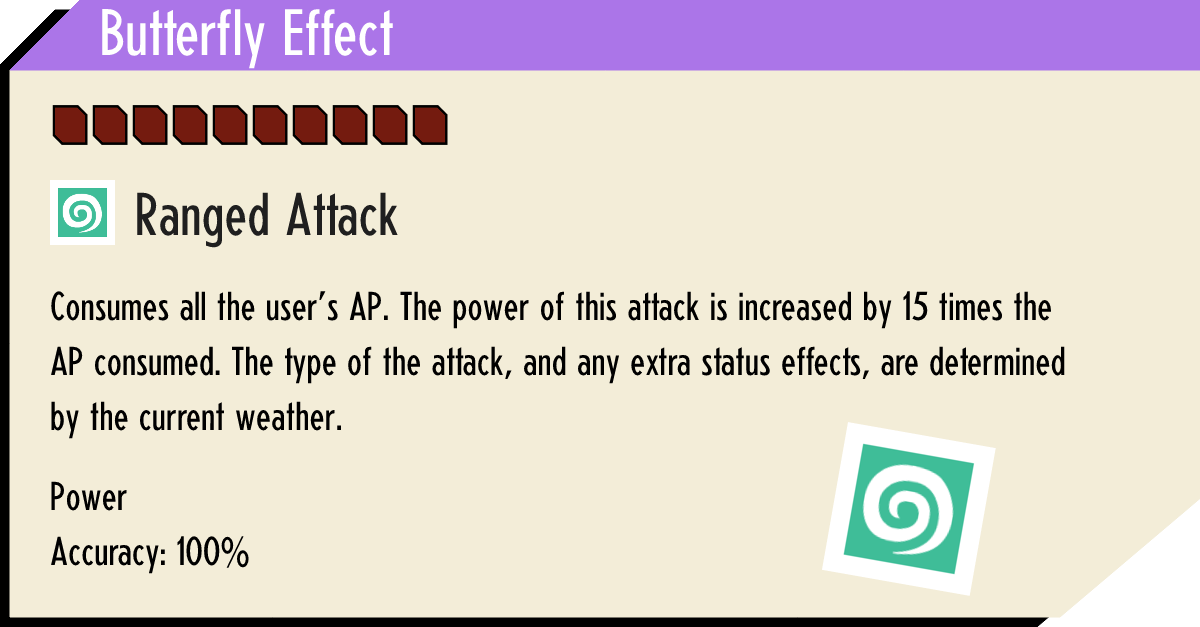 Butterfly Effect
Ranged Attack
Consumes all the user's AP. The power of this attack is increased by 15 times the
AP consumed. The type of the attack, and any extra status effects, are determined
by the current weather.
Power
Accuracy: 100%